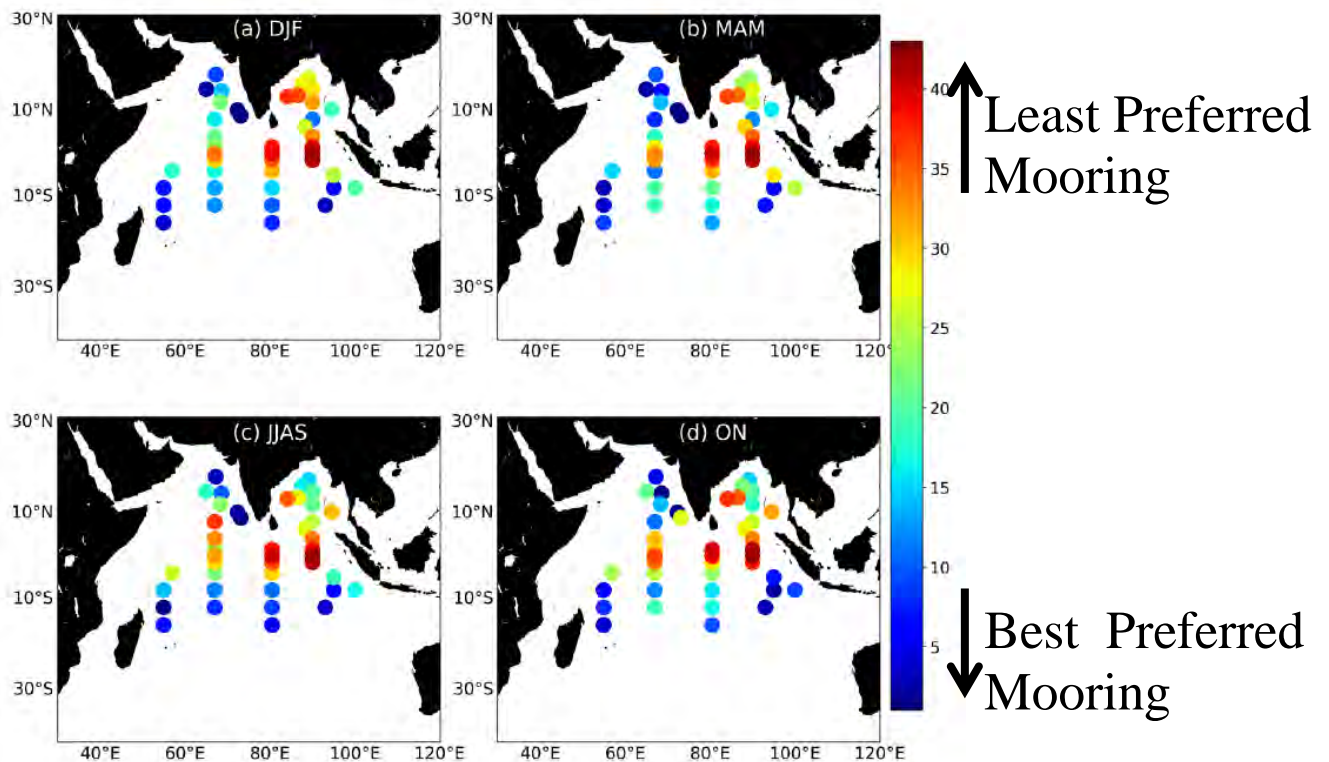 (a) DJF
30°N
10°N
10°S
30°S
40°E 60°E 80°E 100°E 120°E
(b) MAM
30°N
10°N
10°S
30°S
40°E 60°E 80°E 100°E 120°E
(c) JJAS
30°N
10°N
10°S
30°S
40°E 60°E 80°E 100°E 120°E
(d) ON
30°N
10°N
10°S
30°S
40°E 60°E 80°E 100°E 120°E
40
35
30
25
20
15
10
5
Least Preferred
Mooring
Best Preferred
Mooring